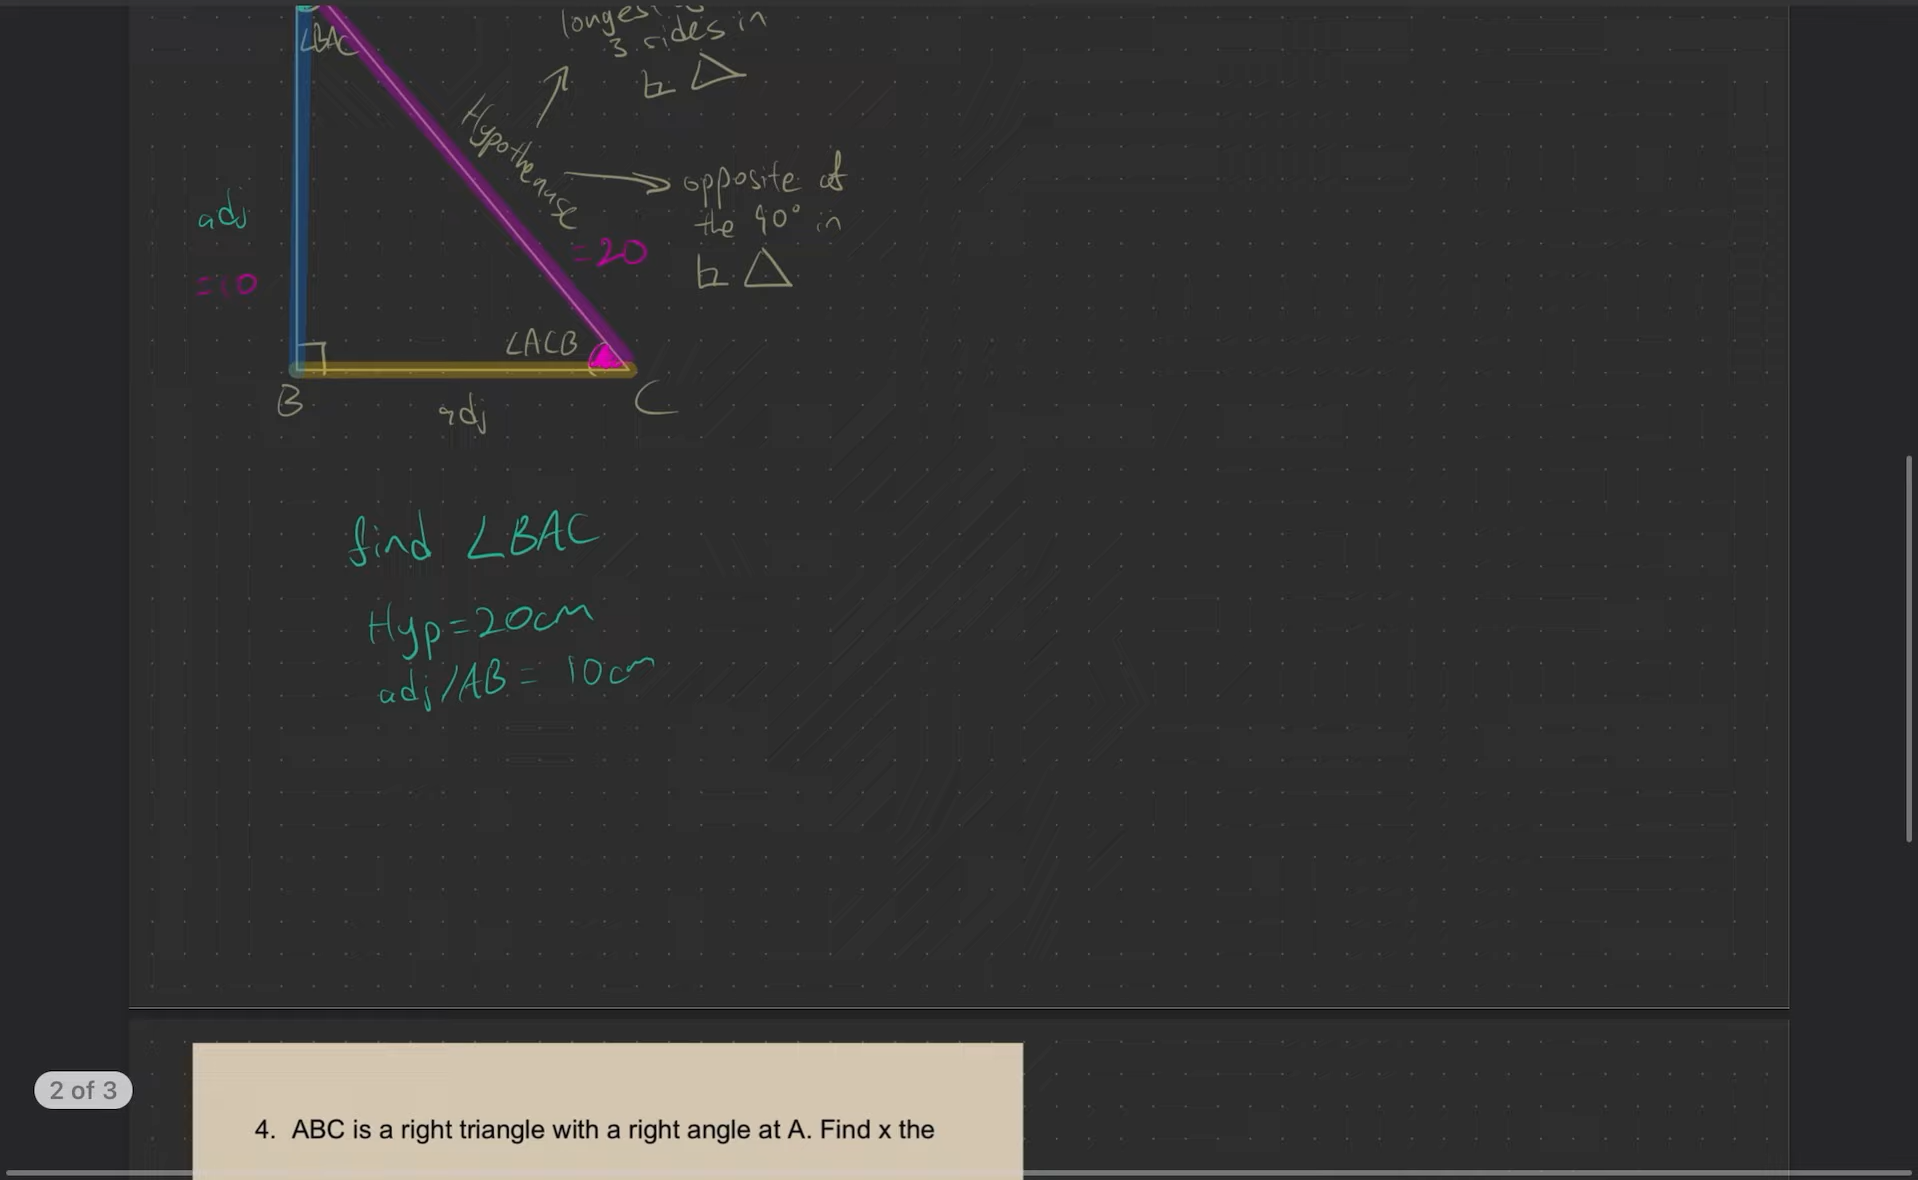 ∠BAC
longest
3 sides in
⊾ △
Hypothenuse
opposite of
the 90° in
⊾ △
adj
=10
=20
∠ACB
B
adj
C
find ∠BAC
Hyp=20cm
adj/AB = 10cm
2 of 3
4. ABC is a right triangle with a right angle at A. Find x the